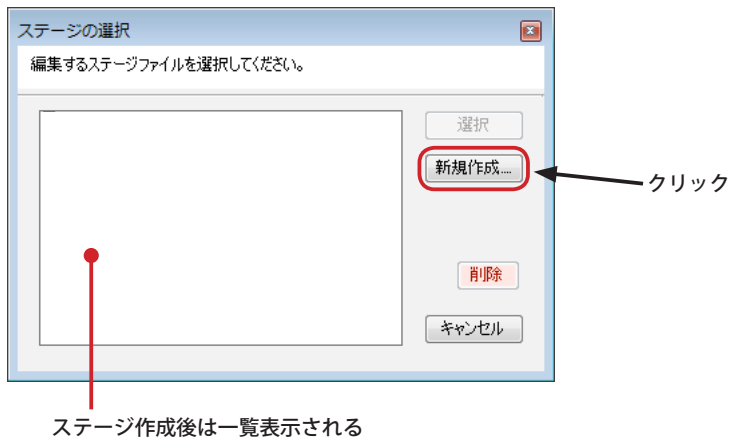 ステージの選択
編集するステージファイルを選択してください。
選択
新規作成...
クリック
削除
キャンセル
ステージ作成後は一覧表示される